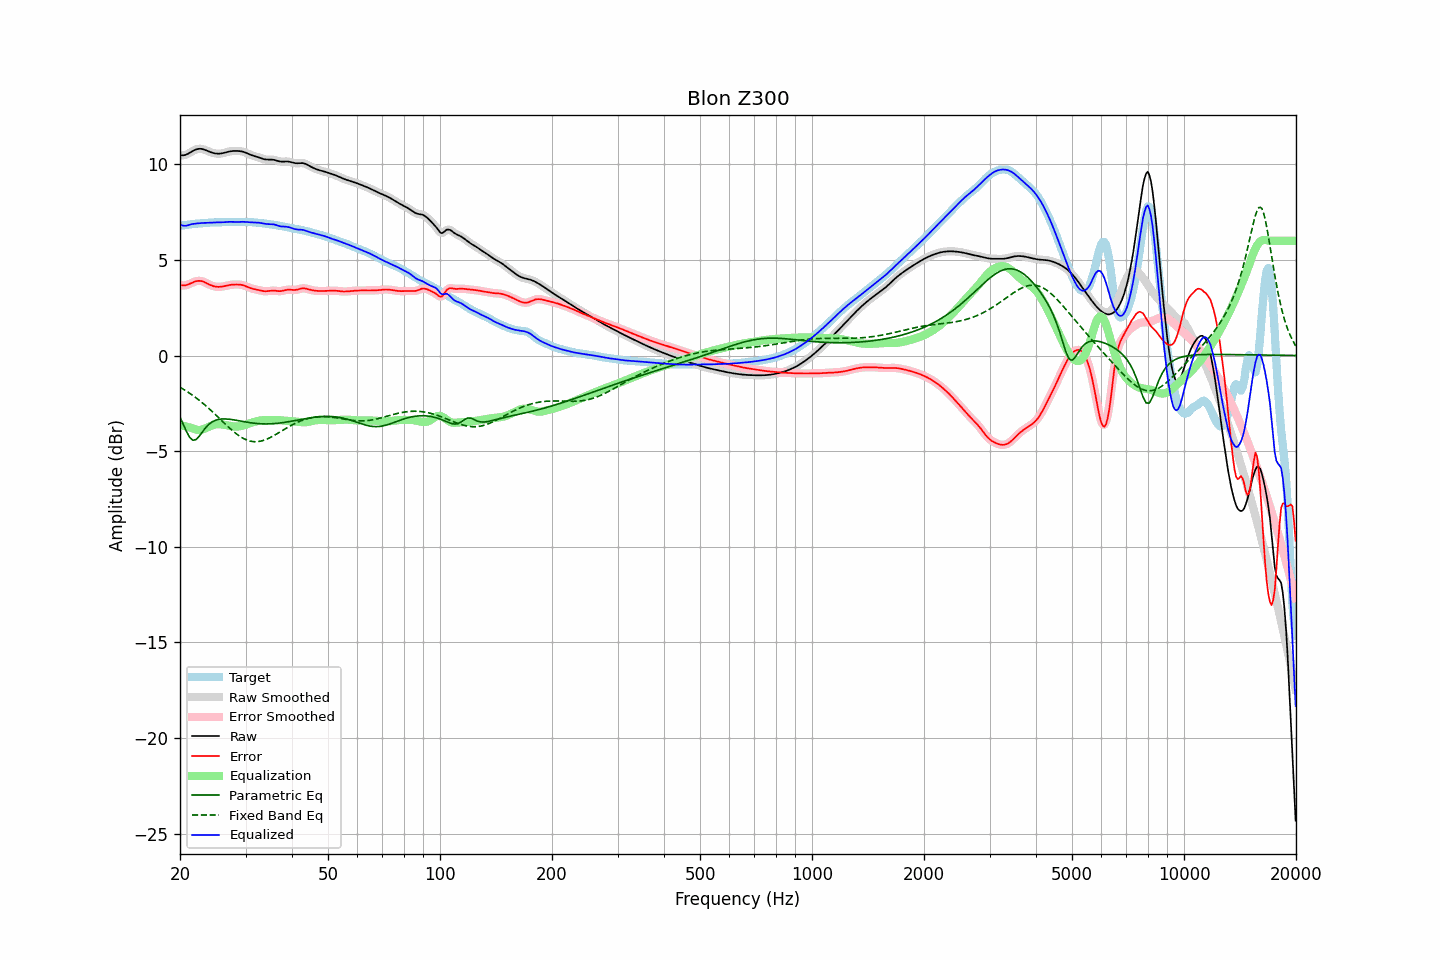 Blon Z300
10
5
0
−5
−10
−15
−20
−25
Amplitude (dBr)
Target
Raw Smoothed
Error Smoothed
Raw
Error
Equalization
Parametric Eq
Fixed Band Eq
Equalized
20
50
100
200
500
1000
2000
5000
10000
20000
Frequency (Hz)